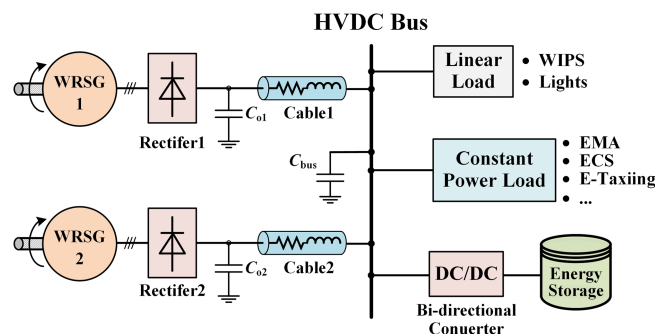 HVDC Bus
WRSG
1
Rectifer1
Co1
Cable1
Linear
Load
• WIPS
• Lights
Cbus
Constant
Power Load
• EMA
• ECS
• E-Taxiing
• ...
WRSG
2
Rectifer2
Co2
Cable2
DC/DC
Bi-directional
Conuerter
Energy
Storage